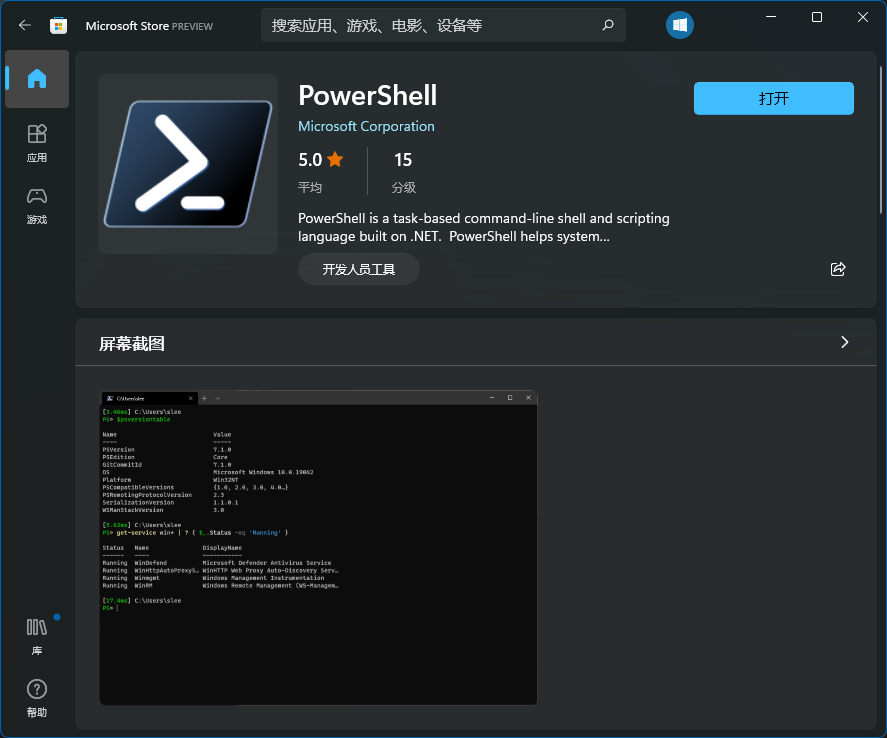 Microsoft Store PREVIEW
搜索应用、游戏、电影、设备等
应用
游戏
库
帮助
PowerShell
Microsoft Corporation
5.0
平均
15
分级
打开
PowerShell is a task-based command-line shell and scripting
language built on .NET. PowerShell helps system...
开发人员工具
屏幕截图
C:\Users\slee
[3.46ms] C:\Users\slee
PS> $psversiontable
Name Value
---- -----
PSVersion 7.1.0
PSEdition Core
GitCommitId 7.1.0
OS Microsoft Windows 10.0.19042
Platform Win32NT
PSCompatibleVersions {1.0, 2.0, 3.0, 4.0…}
PSRemotingProtocolVersion 2.3
SerializationVersion 1.1.0.1
WSManStackVersion 3.0
[5.62ms] C:\Users\slee
PS> get-service win* | ? { $_.Status -eq 'Running' }
Status Name DisplayName
------ ---- -----------
Running WinDefend Microsoft Defender Antivirus Service
Running WinHttpAutoProxyS… WinHTTP Web Proxy Auto-Discovery Serv…
Running Winmgmt Windows Management Instrumentation
Running WinRM Windows Remote Management (WS-Managem…
[17.4ms] C:\Users\slee
PS>